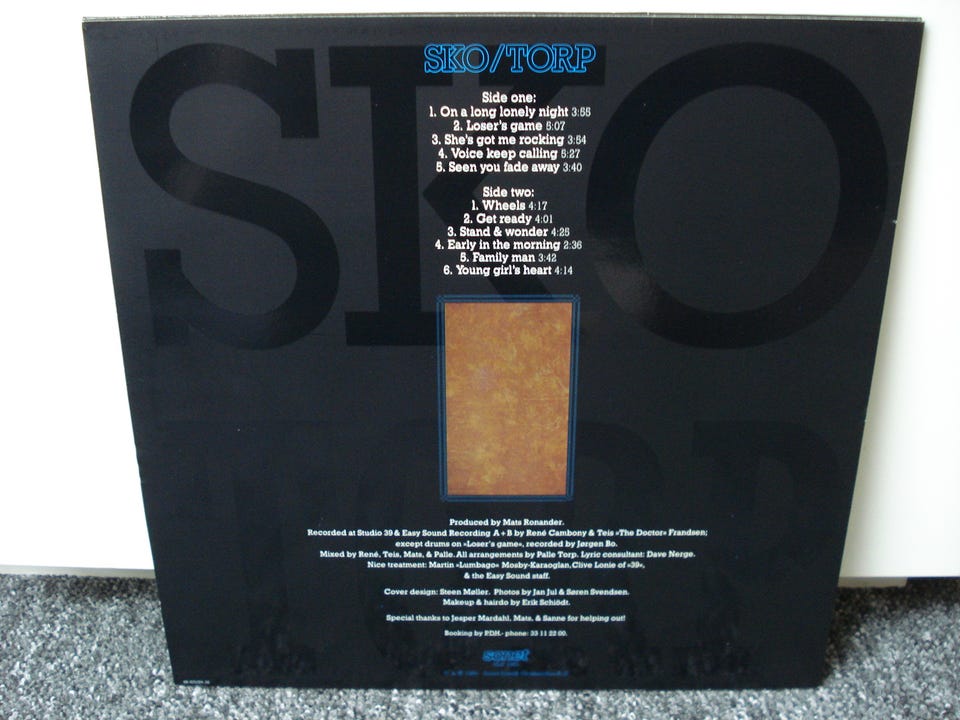 SKO
TORP
SKO/TORP
Side one:
1. On a long lonely night 3:55
2. Loser's game 5:07
3. She's got me rocking 3:54
4. Voice keep calling 5:27
5. Seen you fade away 3:40
Side two:
1. Wheels 4:17
2. Get ready 4:01
3. Stand & wonder 4:25
4. Early in the morning 2:36
5. Family man 3:42
6. Young girl's heart 4:14
Produced by Mats Ronander.
Recorded at Studio 39 & Easy Sound Recording A+B by René Cambony & Teis »The Doctor» Frandsen;
except drums on »Loser's game», recorded by Jørgen Bo.
Mixed by René, Teis, Mats, & Palle. All arrangements by Palle Torp. Lyric consultant: Dave Nerge.
Nice treatment: Martin »Lumbago» Mosby-Karaoglan, Clive Lonie of »39»,
& the Easy Sound staff.
Cover design: Steen Møller. Photos by Jan Jul & Søren Svendsen.
Makeup & hairdo by Erik Schiödt.
Special thanks to Jesper Mardahl, Mats, & Sanne for helping out!
Booking by P.D.H.- phone: 33 11 22 00.
sonet